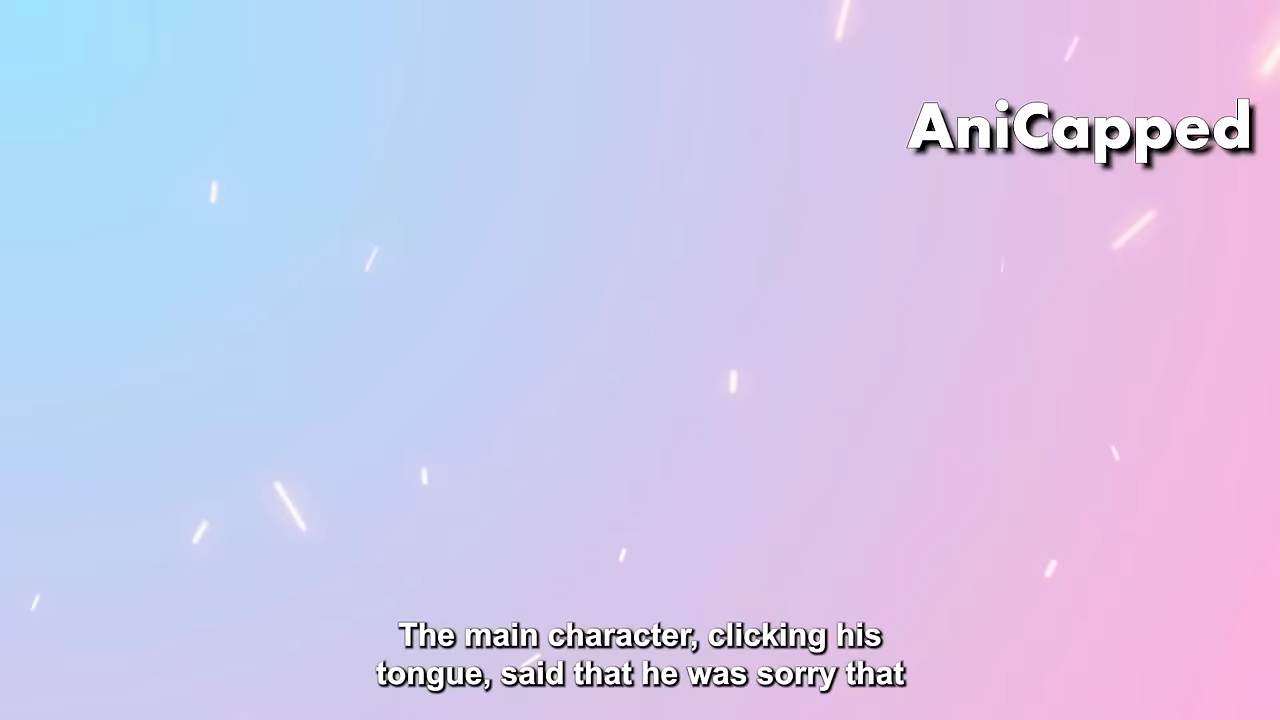 AniCapped
The main character, clicking his
tongue, said that he was sorry that